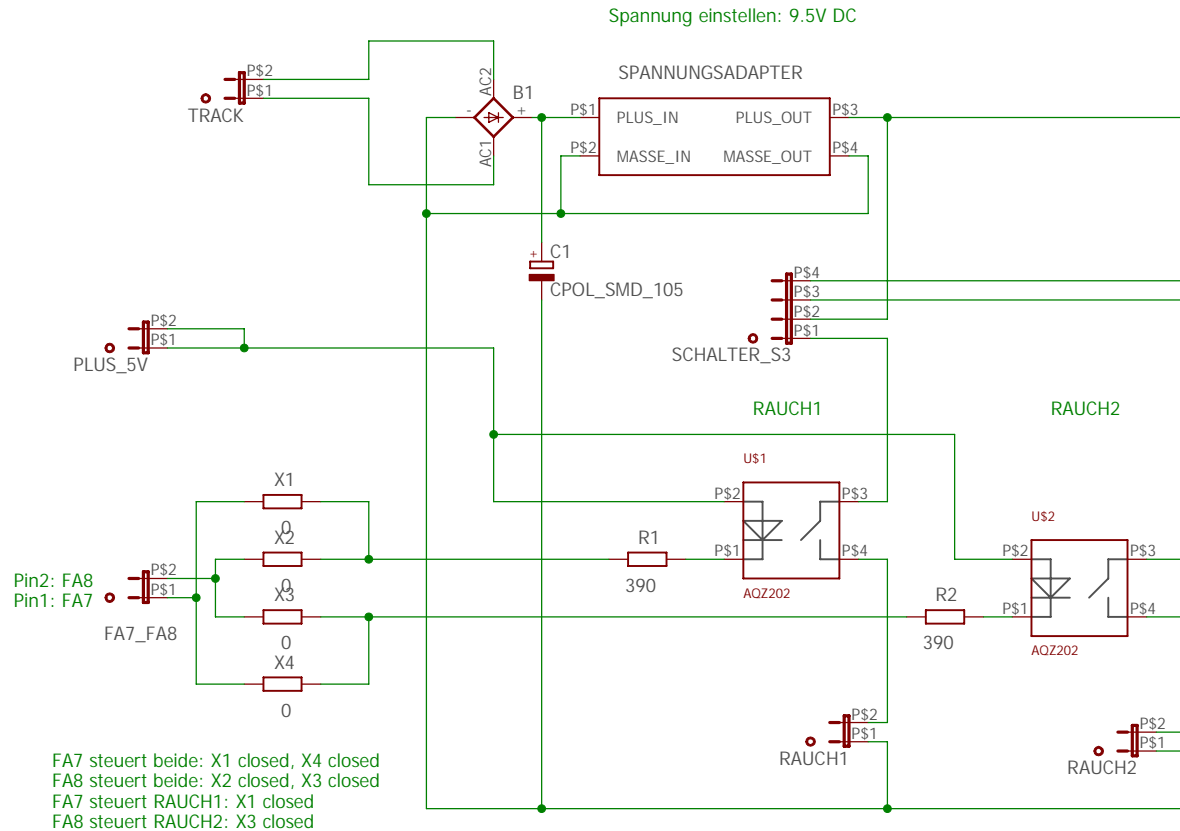 Spannung einstellen: 9.5V DC
SPANNUNGSADAPTER
P$2
P$1
TRACK
AC2
B1
-
+
AC1
P$1
PLUS_IN
PLUS_OUT
P$3
P$2
MASSE_IN
MASSE_OUT
P$4
+
C1
CPOL_SMD_105
P$4
P$3
P$2
P$1
SCHALTER_S3
P$2
P$1
PLUS_5V
RAUCH1
RAUCH2
U$1
P$2
P$3
P$1
P$4
AQZ202
U$2
P$2
P$3
P$1
P$4
AQZ202
X1
0
X2
0
X3
0
X4
0
R1
390
R2
390
Pin2: FA8
Pin1: FA7
P$2
P$1
FA7_FA8
P$2
P$1
RAUCH1
P$2
P$1
RAUCH2
FA7 steuert beide: X1 closed, X4 closed
FA8 steuert beide: X2 closed, X3 closed
FA7 steuert RAUCH1: X1 closed
FA8 steuert RAUCH2: X3 closed